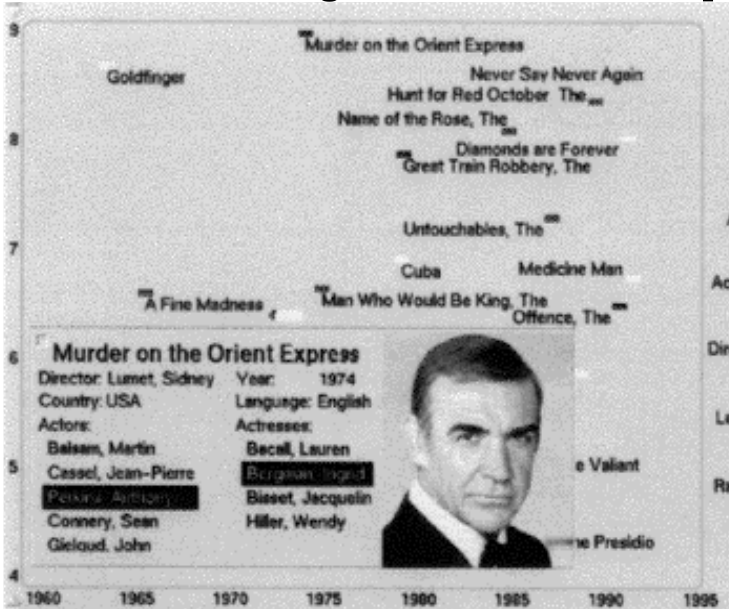 9
Murder on the Orient Express
Goldfinger
Never Say Never Again
Hunt for Red October The
Name of the Rose, The
8
Diamonds are Forever
Great Train Robbery, The
Untouchables, The
7
Cuba
Medicine Man
A Fine Madness
Man Who Would Be King, The
Offence, The
6
Murder on the Orient Express
Director: Lumet, Sidney Year: 1974
Country: USA Language: English
Actors: Actresses:
Balsam, Martin Bacall, Lauren
Cassel, Jean-Pierre Bergman, Ingrid
Perkins, Anthony Bisset, Jacquelin
Connery, Sean Hiller, Wendy
Gielgud, John
5
e Valiant
ne Presidio
4
1960 1965 1970 1975 1980 1985 1990 1995